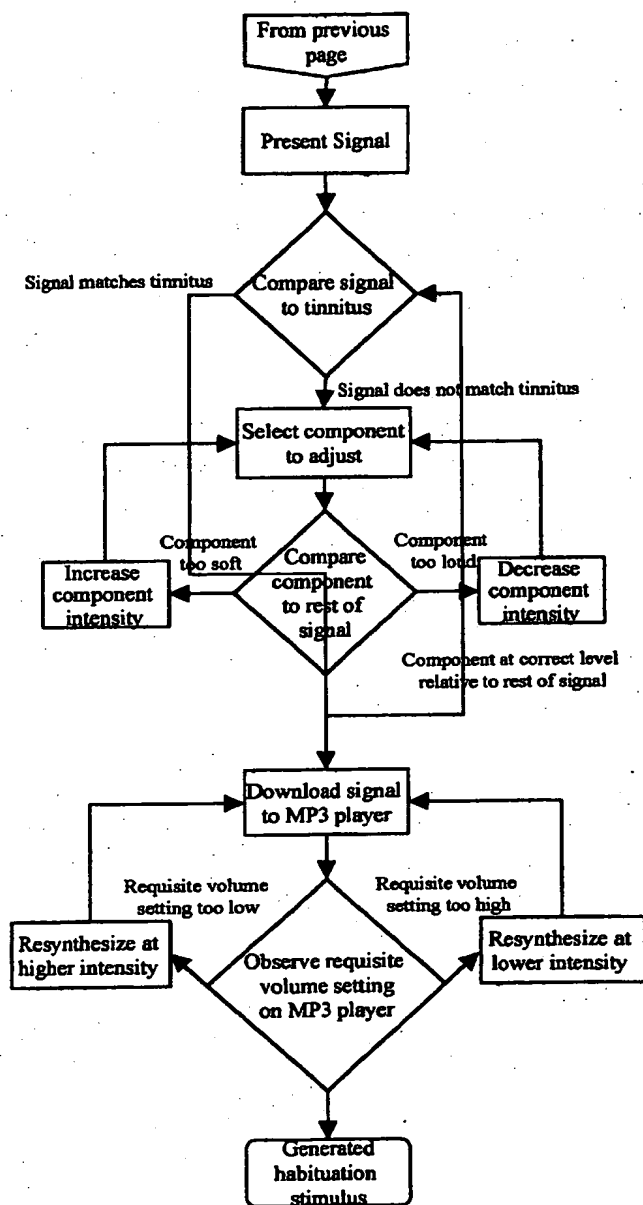 From previous
page
Present Signal
Signal matches tinnitus
Compare signal
to tinnitus
Signal does not match tinnitus
Select component
to adjust
Component
too soft
Component
too loud
Increase
component
intensity
Compare
component
to rest of
signal
Decrease
component
intensity
Component at correct level
relative to rest of signal
Download signal
to MP3 player
Requisite volume
setting too low
Requisite volume
setting too high
Resynthesize at
higher intensity
Observe requisite
volume setting
on MP3 player
Resynthesize at
lower intensity
Generated
habituation
stimulus